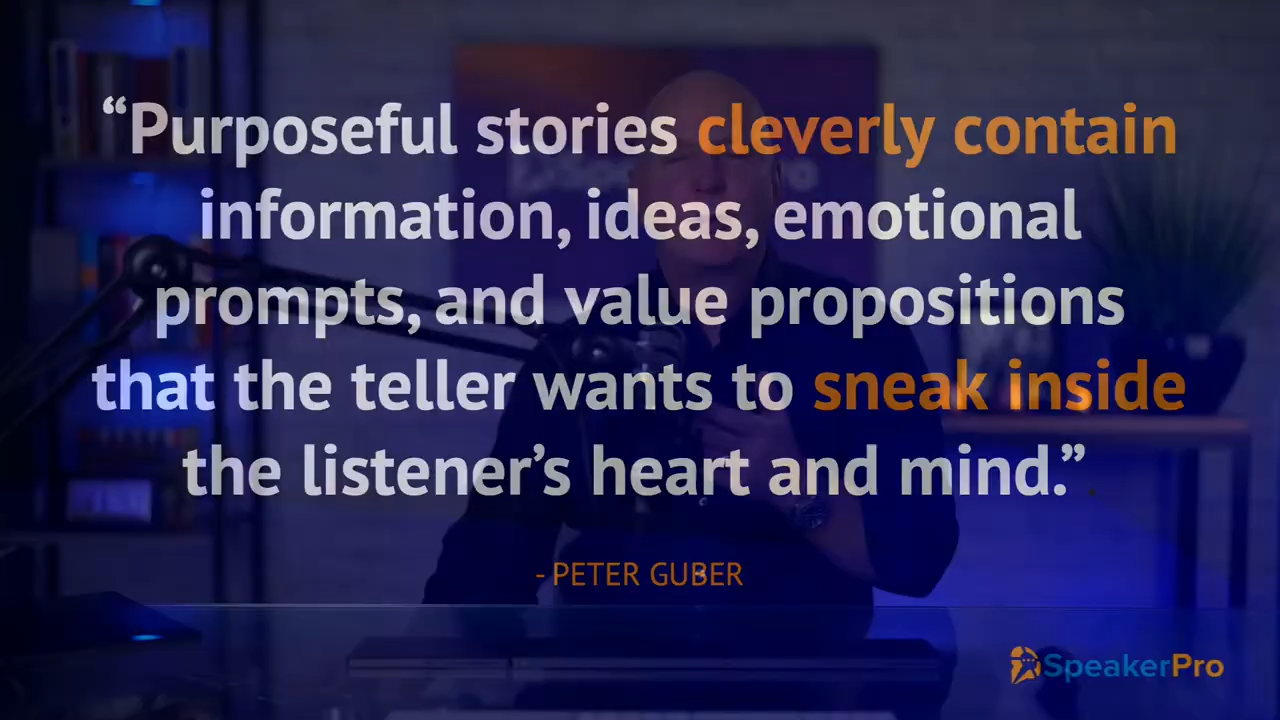 “Purposeful stories cleverly contain
information, ideas, emotional
prompts, and value propositions
that the teller wants to sneak inside
the listener’s heart and mind.”
- PETER GUBER
SpeakerPro